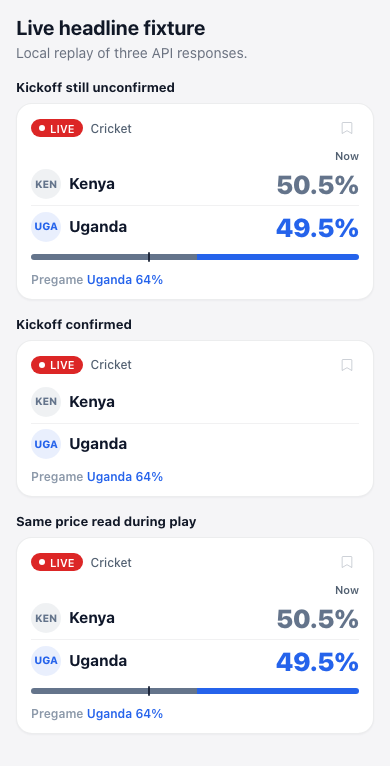 Live headline fixture
Local replay of three API responses.
Kickoff still unconfirmed
LIVE Cricket
Now
KEN Kenya 50.5%
UGA Uganda 49.5%
Pregame Uganda 64%
Kickoff confirmed
LIVE Cricket
KEN Kenya
UGA Uganda
Pregame Uganda 64%
Same price read during play
LIVE Cricket
Now
KEN Kenya 50.5%
UGA Uganda 49.5%
Pregame Uganda 64%